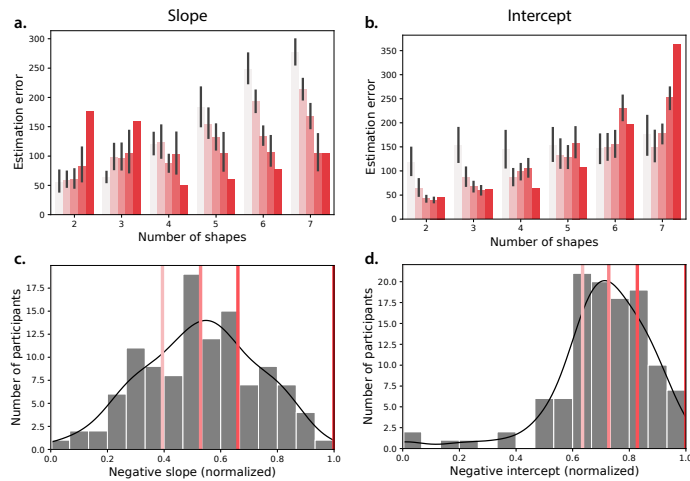 Slope
Intercept
a.
b.
300
250
200
150
100
50
0
Estimation error
2 3 4 5 6 7
Number of shapes
350
300
250
200
150
100
50
0
Estimation error
2 3 4 5 6 7
Number of shapes
c.
d.
17.5
15.0
12.5
10.0
7.5
5.0
2.5
0.0
Number of participants
0.0 0.2 0.4 0.6 0.8 1.0
Negative slope (normalized)
20.0
17.5
15.0
12.5
10.0
7.5
5.0
2.5
0.0
Number of participants
0.0 0.2 0.4 0.6 0.8 1.0
Negative intercept (normalized)